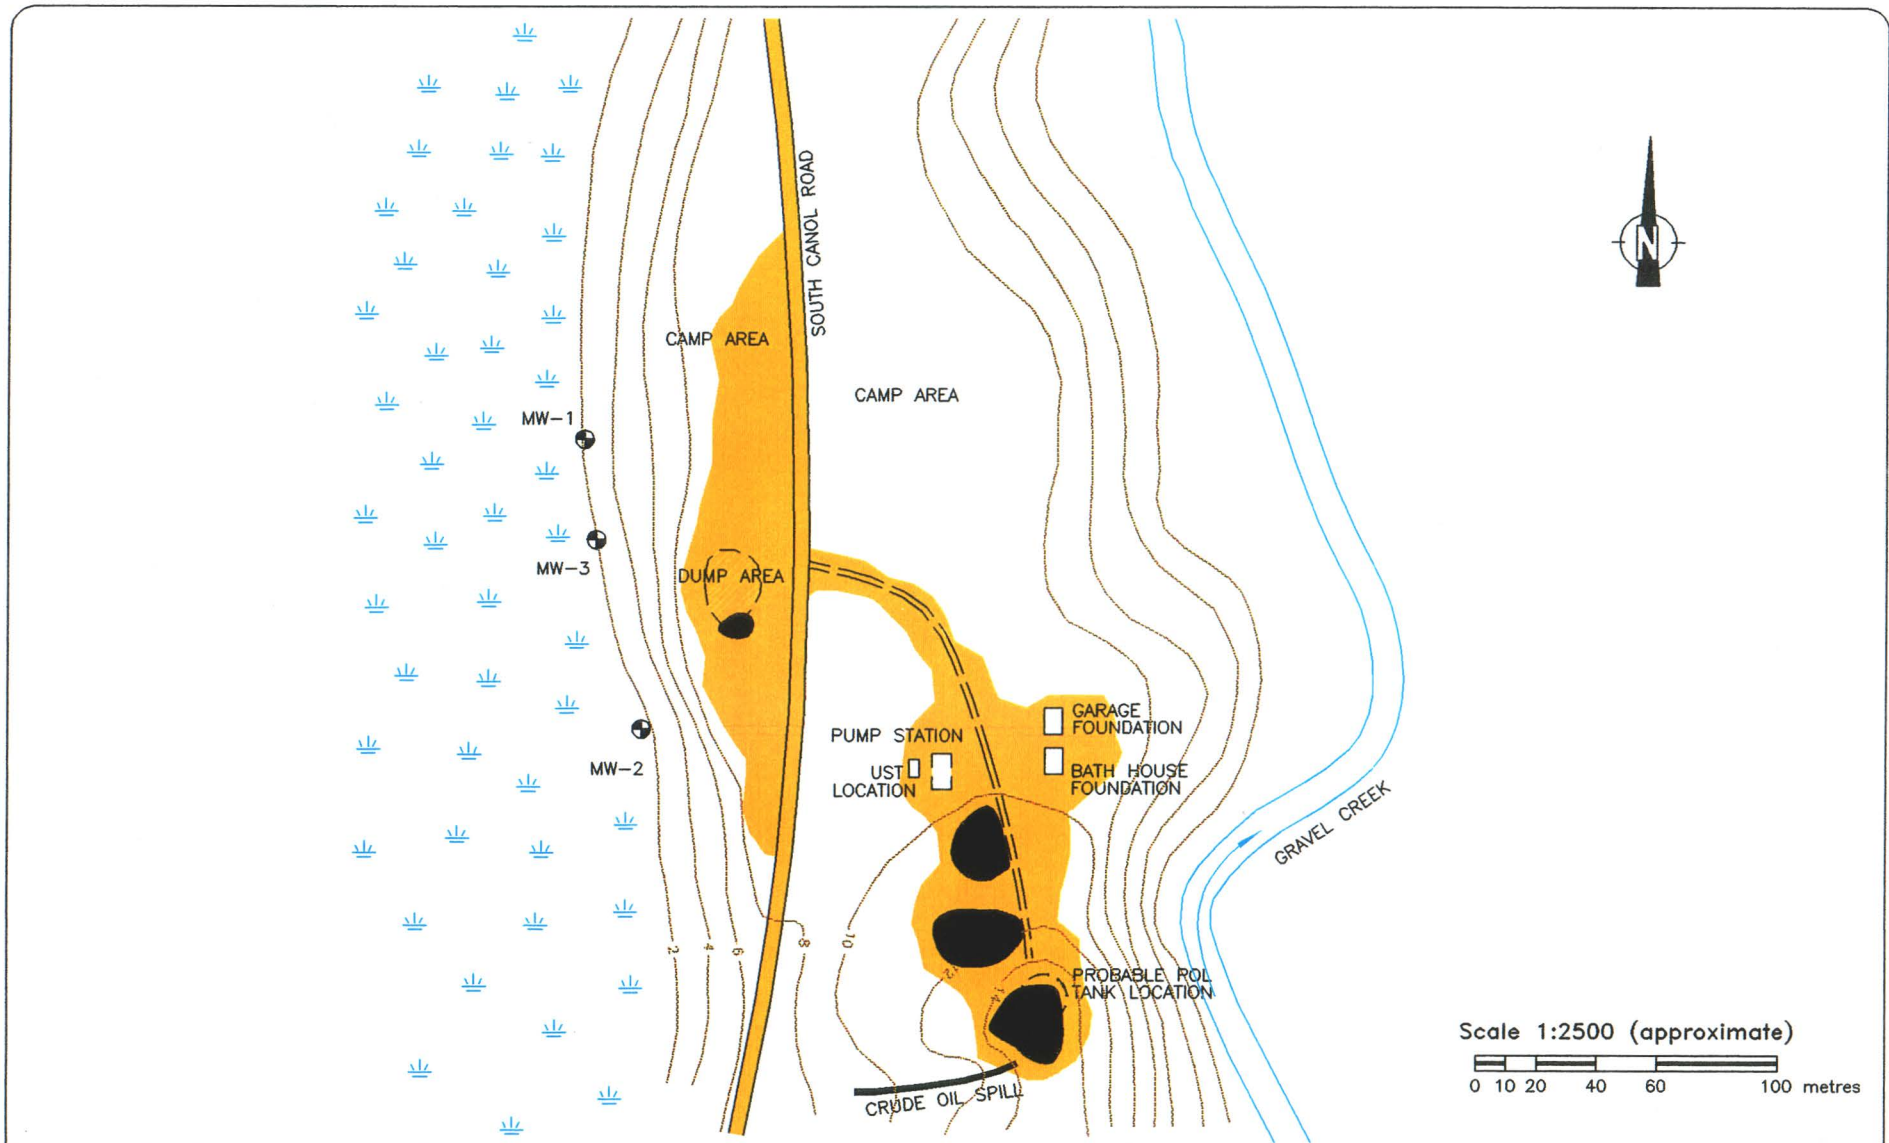 SOUTH CANOL ROAD
N
CAMP AREA
CAMP AREA
MW-1
MW-3
DUMP AREA
GARAGE
FOUNDATION
PUMP STATION
UST
LOCATION
BATH HOUSE
FOUNDATION
MW-2
GRAVEL CREEK
2
4
6
8
10
12
14
PROBABLE POL
TANK LOCATION
CRUDE OIL SPILL
Scale 1:2500 (approximate)
0 10 20 40 60 100 metres